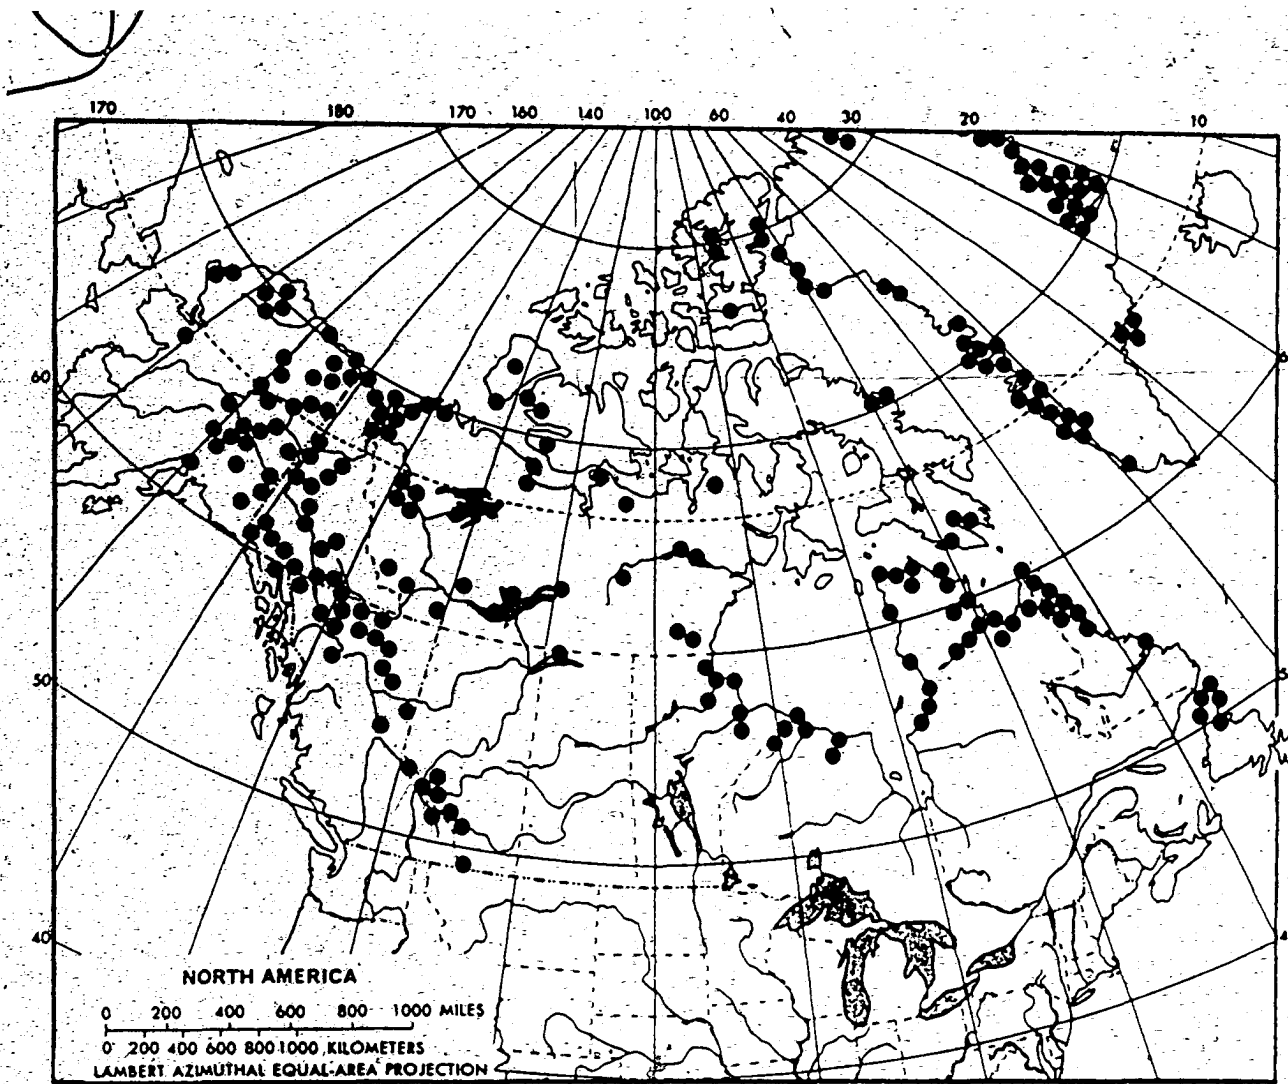 170 180 170 160 140 100 60 40 30 20 10
60
50
40
NORTH AMERICA
0 200 400 600 800 1000 MILES
0 200 400 600 800 1000 KILOMETERS
LAMBERT AZIMUTHAL EQUAL-AREA PROJECTION